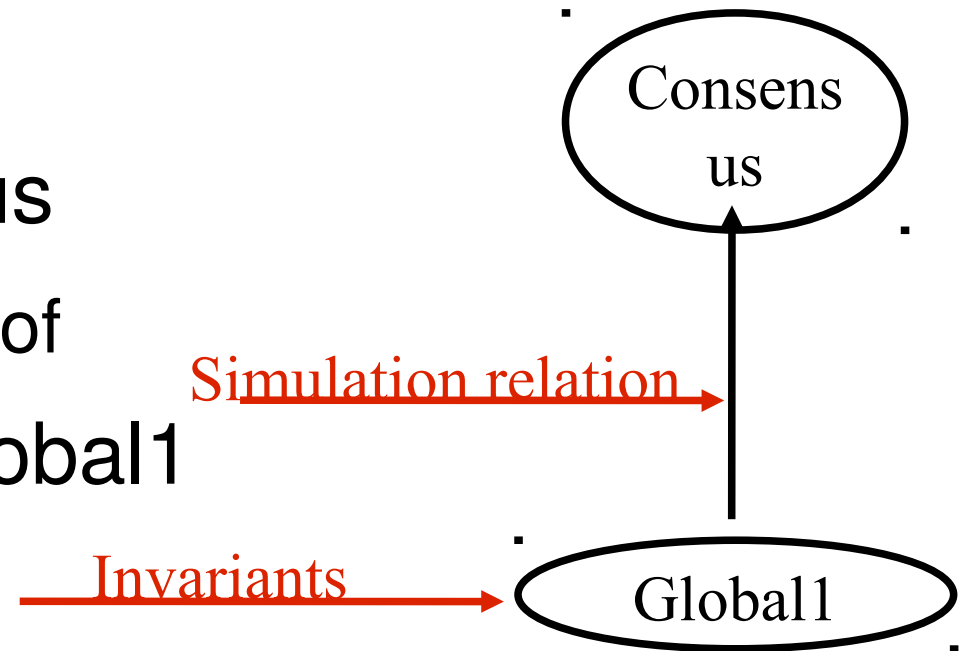 Consens
us
us
of
Simulation relation
obal1
Invariants
Global1